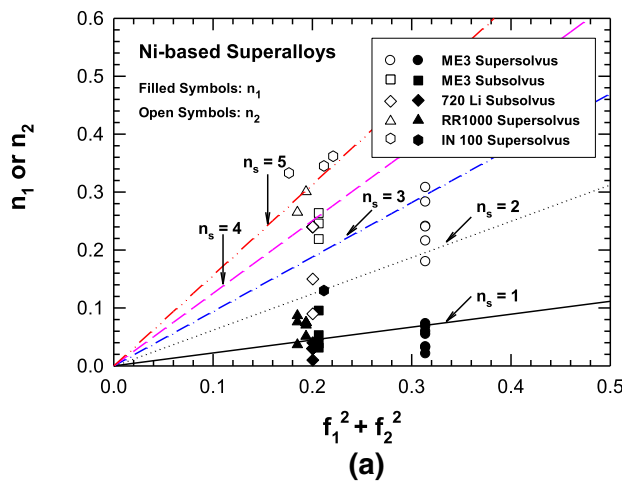 0.6
0.5
0.4
0.3
0.2
0.1
0.0
n₁ or n₂
Ni-based Superalloys
Filled Symbols: n₁
Open Symbols: n₂
ME3 Supersolvus
ME3 Subsolvus
720 Li Subsolvus
RR1000 Supersolvus
IN 100 Supersolvus
nₛ = 5
nₛ = 4
nₛ = 3
nₛ = 2
nₛ = 1
0.0 0.1 0.2 0.3 0.4 0.5
f₁² + f₂²
(a)